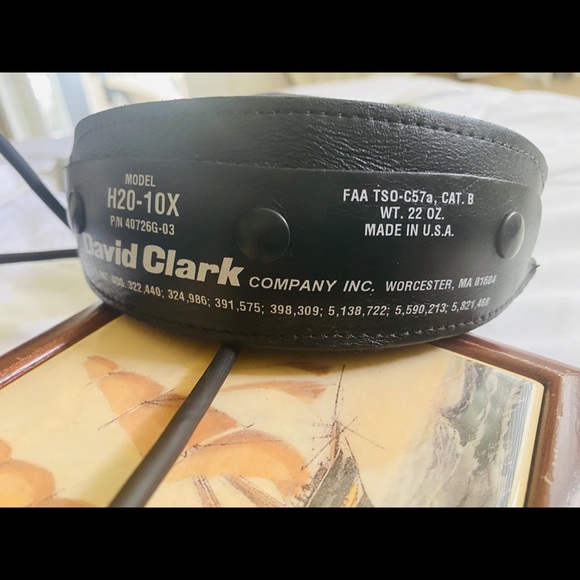 MODEL
H20-10X
P/N 40726G-03
FAA TSO-C57a, CAT. B
WT. 22 OZ.
MADE IN U.S.A.
David Clark COMPANY INC. WORCESTER, MA 01604
322,440; 324,986; 391,575; 398,309; 5,138,722; 5,590,213; 5,821,468